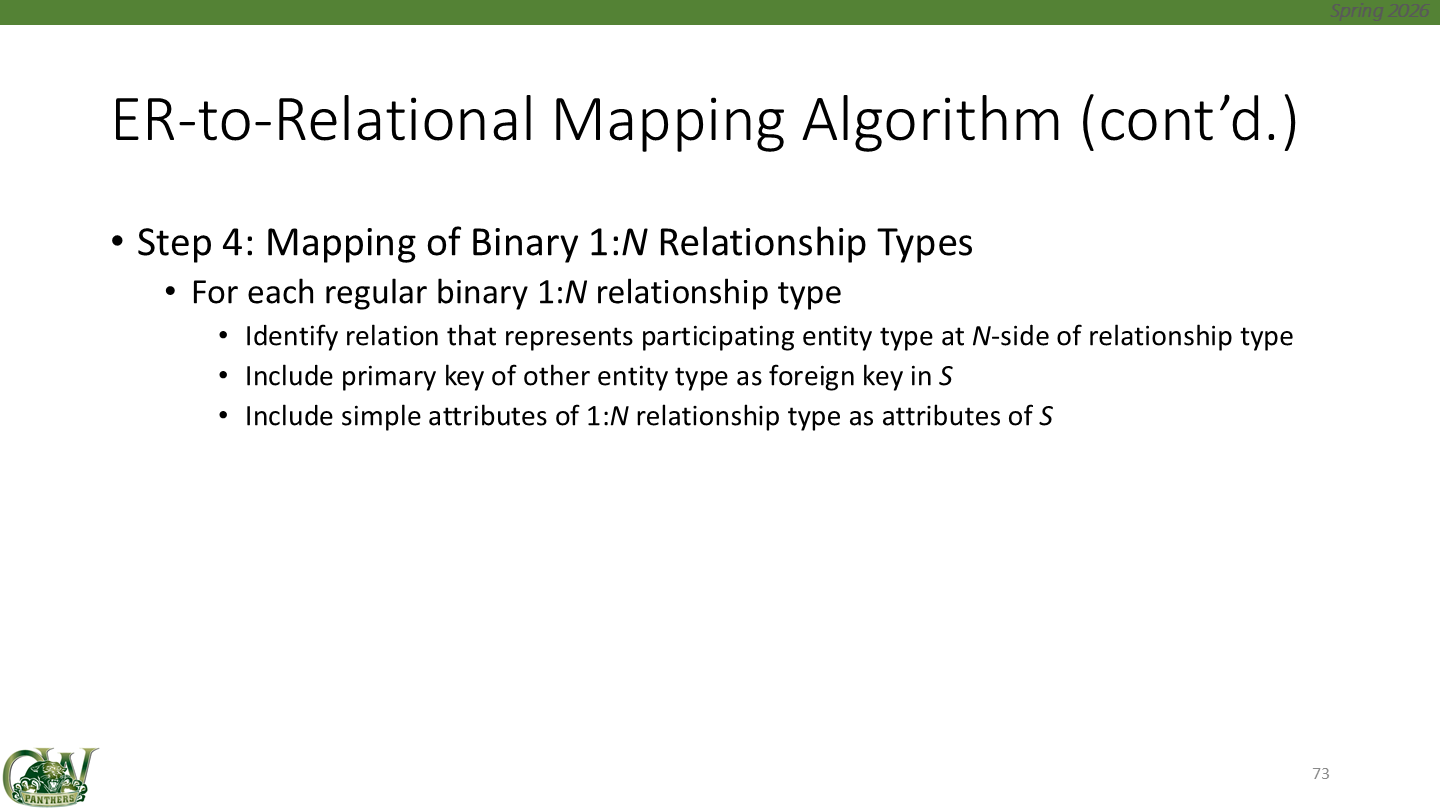 Spring 2026
ER-to-Relational Mapping Algorithm (cont’d.)
• Step 4: Mapping of Binary 1:N Relationship Types
• For each regular binary 1:N relationship type
• Identify relation that represents participating entity type at N-side of relationship type
• Include primary key of other entity type as foreign key in S
• Include simple attributes of 1:N relationship type as attributes of S
OW
PANTHERS
73